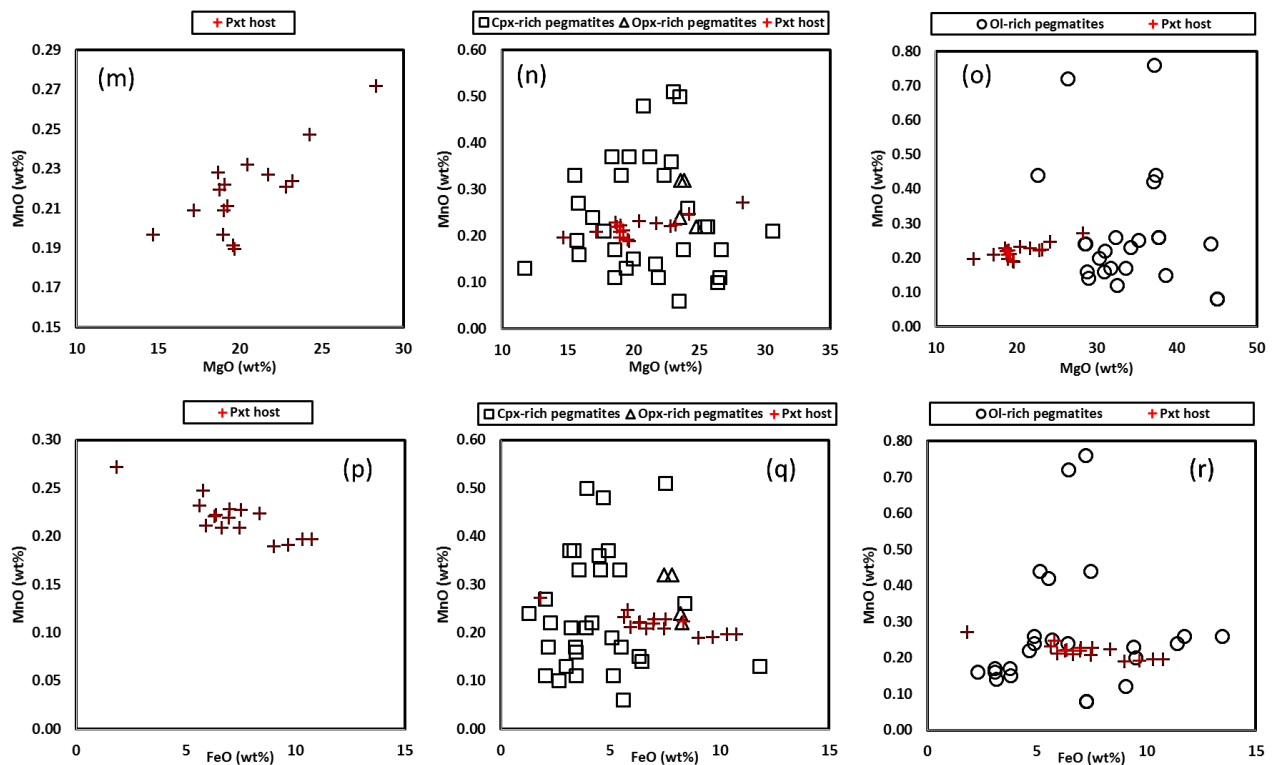 Pxt host
(m)
0.29
0.27
0.25
0.23
0.21
0.19
0.17
0.15
MnO (wt%)
10 15 20 25 30
MgO (wt%)
Cpx-rich pegmatites Opx-rich pegmatites Pxt host
(n)
0.60
0.50
0.40
0.30
0.20
0.10
0.00
MnO (wt%)
10 15 20 25 30 35
MgO (wt%)
Ol-rich pegmatites Pxt host
(o)
0.80
0.70
0.60
0.50
0.40
0.30
0.20
0.10
0.00
MnO (wt%)
10 20 30 40 50
MgO (wt%)
Pxt host
(p)
0.30
0.25
0.20
0.15
0.10
0.05
0.00
MnO (wt%)
0 5 10 15
FeO (wt%)
Cpx-rich pegmatites Opx-rich pegmatites Pxt host
(q)
0.60
0.50
0.40
0.30
0.20
0.10
0.00
MnO (wt%)
0 5 10 15
FeO (wt%)
Ol-rich pegmatites Pxt host
(r)
0.80
0.70
0.60
0.50
0.40
0.30
0.20
0.10
0.00
MnO (wt%)
0 5 10 15
FeO (wt%)